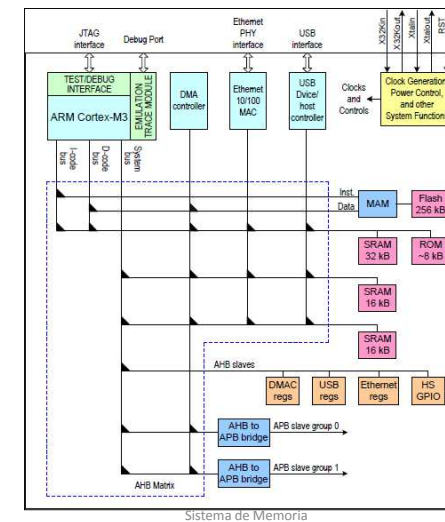 JTAG
interface
Debug Port
Ethernet
PHY
interface
USB
interface
X32Kin
X32Kout
Xtalin
Xtalout
RST
TEST/DEBUG
INTERFACE
ARM Cortex-M3
EMULATION
TRACE MODULE
DMA
controller
Ethernet
10/100
MAC
USB
Dvice/
host
controller
Clocks
and
Controls
Clock Generation,
Power Control,
and other
System Function
I-code
bus
D-code
bus
System
bus
Inst.
Data
MAM
Flash
256 kB
SRAM
32 kB
ROM
~8 kB
SRAM
16 kB
SRAM
16 kB
AHB slaves
DMAC
regs
USB
regs
Ethernet
regs
HS
GPIO
AHB to
APB bridge
APB slave group 0
AHB to
APB bridge
APB slave group 1
AHB Matrix
Sistema de Memoria